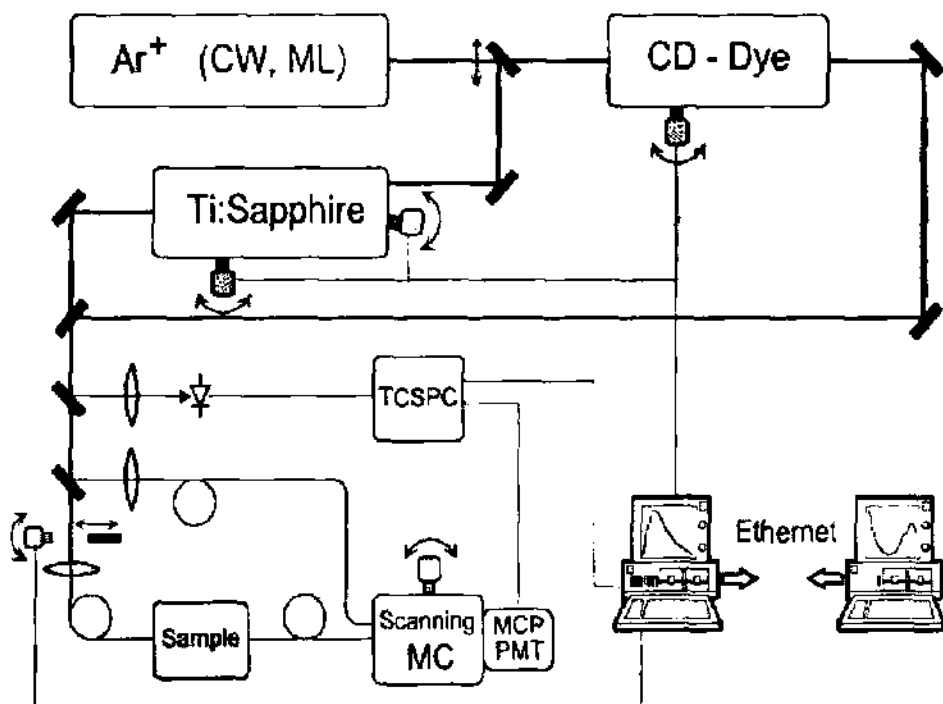 Ar+ (CW, ML)
CD - Dye
Ti:Sapphire
TCSPC
Ethernet
Sample
Scanning
MC
MCP
PMT